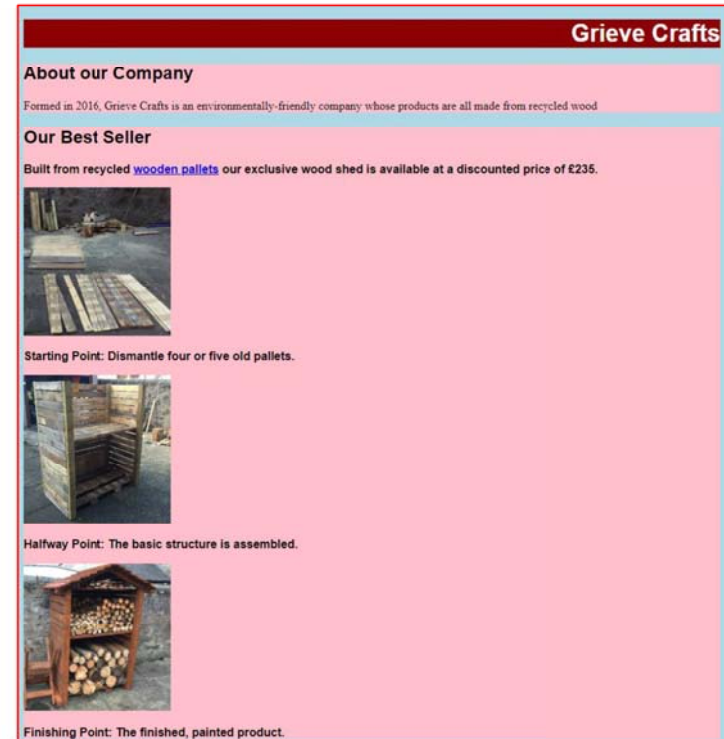 Grieve Crafts
About our Company
Formed in 2016, Grieve Crafts is an environmentally-friendly company whose products are all made from recycled wood
Our Best Seller
Built from recycled wooden pallets our exclusive wood shed is available at a discounted price of £235.
Starting Point: Dismantle four or five old pallets.
Halfway Point: The basic structure is assembled.
Finishing Point: The finished, painted product.